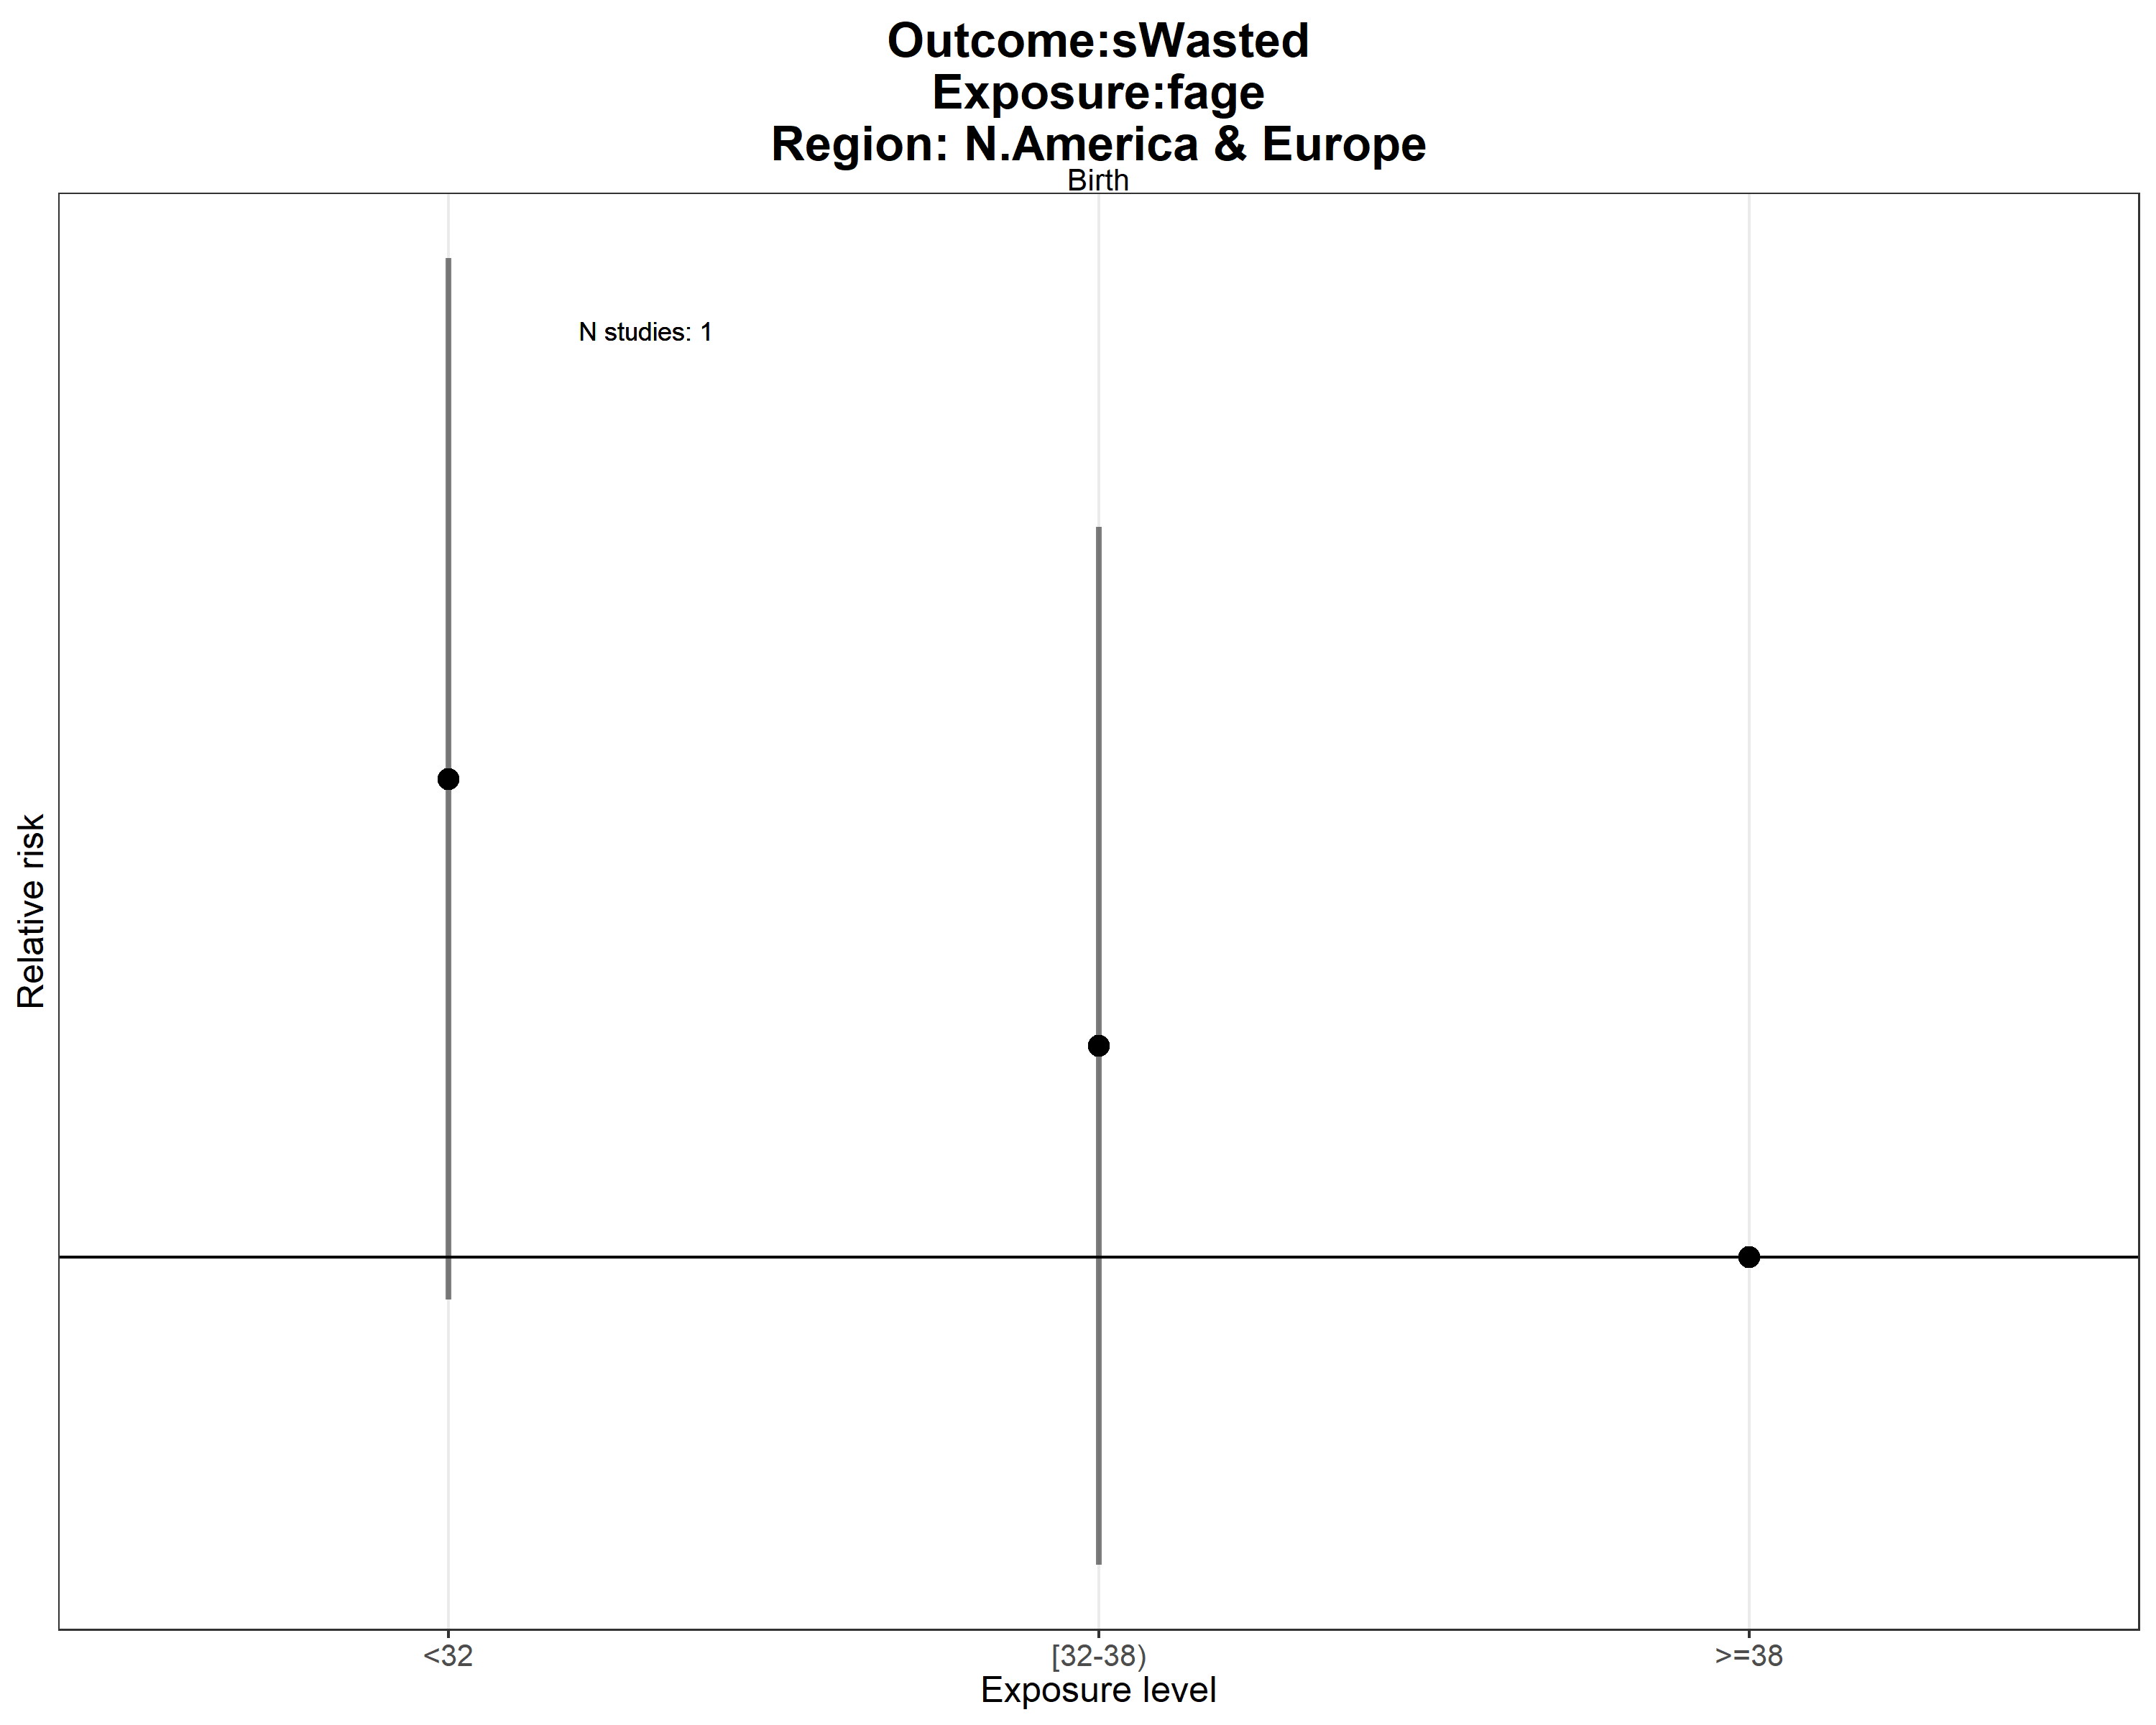 Outcome:sWasted
Exposure:fage
Region: N.America & Europe
Birth
N studies: 1
Relative risk
<32
[32-38)
>=38
Exposure level